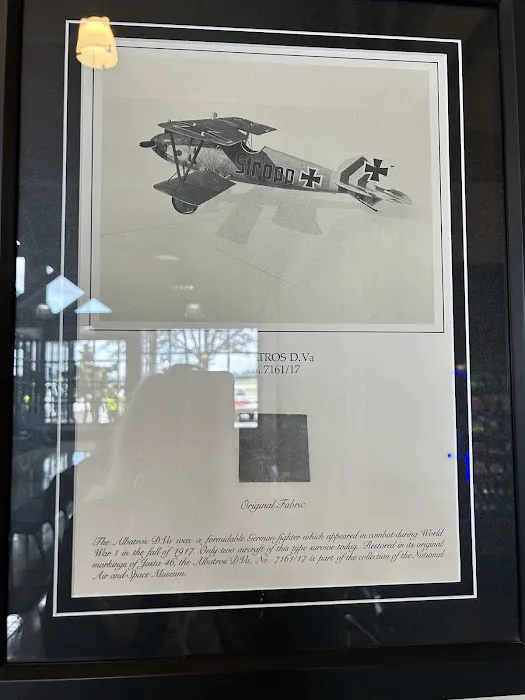 Stropp
TROS D.Va
. 7161/17
Original Fabric
The Albatros D.Va was a formidable German fighter which appeared in combat during World
War 1 in the fall of 1917. Only two aircraft of this type survive today. Restored in its original
markings of Jasta 46, the Albatros D.Va, No. 7161/17 is part of the collection of the National
Air and Space Museum.